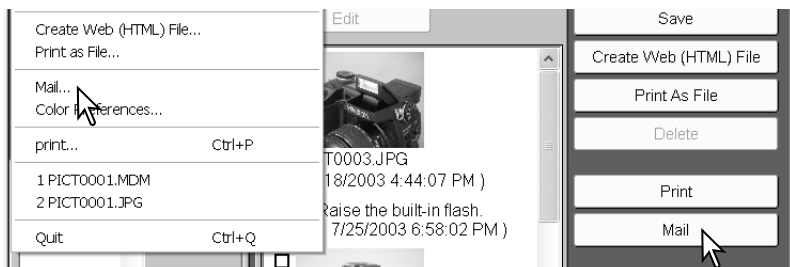 Create Web (HTML) File...
Print as File...
Mail...
Color Preferences...
print... Ctrl+P
1 PICT0001.MDM
2 PICT0001.JPG
Quit Ctrl+Q
Edit
T0003.JPG
18/2003 4:44:07 PM )
Raise the built-in flash.
7/25/2003 6:58:02 PM )
Save
Create Web (HTML) File
Print As File
Delete
Print
Mail